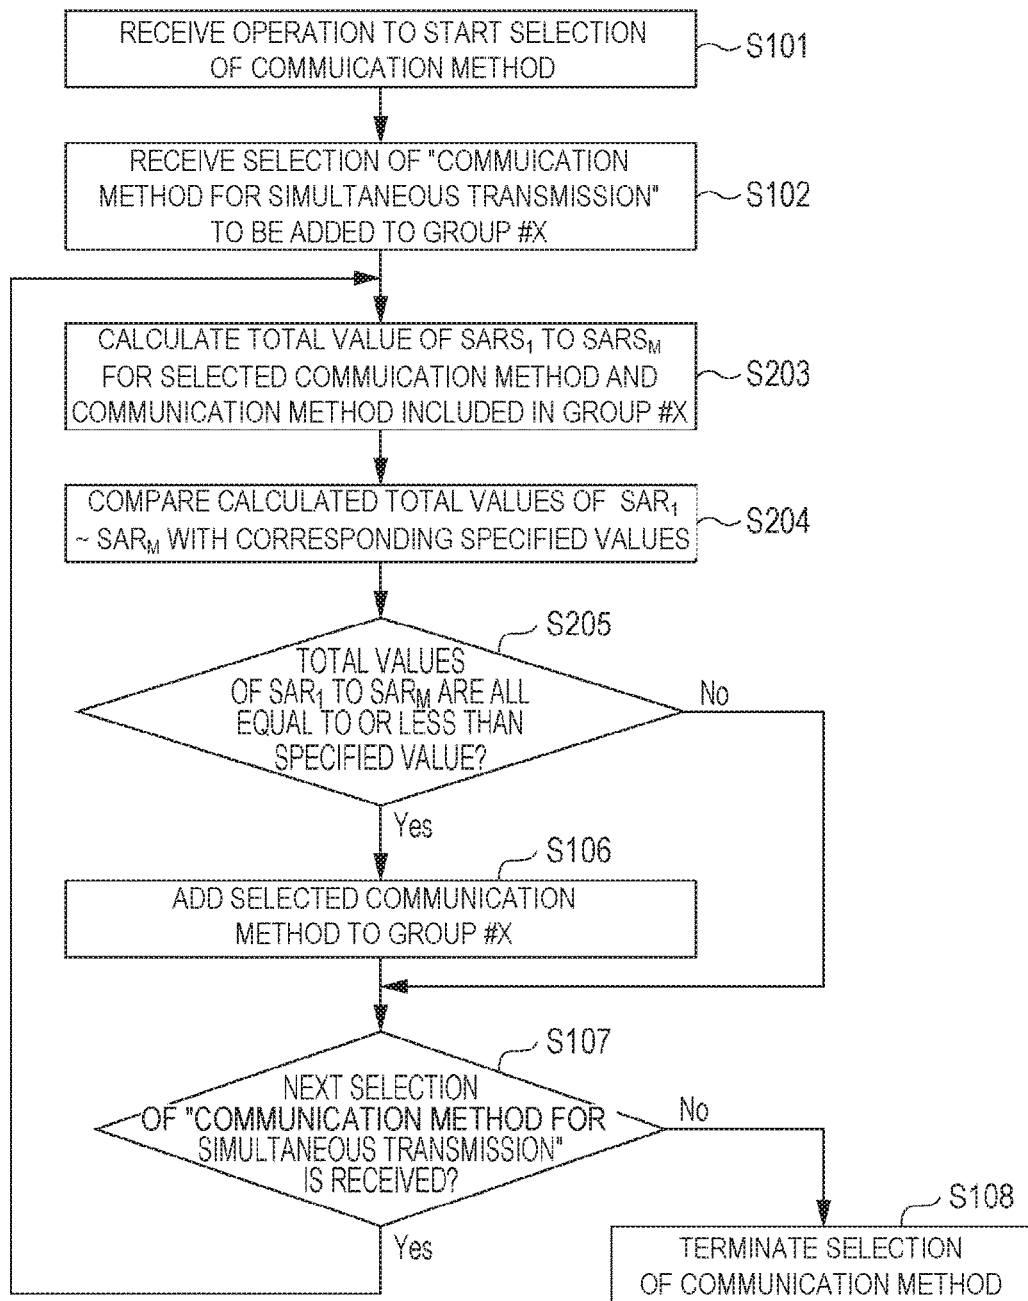 RECEIVE OPERATION TO START SELECTION
OF COMMUICATION METHOD
S101
RECEIVE SELECTION OF "COMMUICATION
METHOD FOR SIMULTANEOUS TRANSMISSION"
TO BE ADDED TO GROUP #X
S102
CALCULATE TOTAL VALUE OF SARS1 TO SARSM
FOR SELECTED COMMUICATION METHOD AND
COMMUNICATION METHOD INCLUDED IN GROUP #X
S203
COMPARE CALCULATED TOTAL VALUES OF SAR1
~ SARM WITH CORRESPONDING SPECIFIED VALUES
S204
S205
TOTAL VALUES
OF SAR1 TO SARM ARE ALL
EQUAL TO OR LESS THAN
SPECIFIED VALUE?
No
Yes
S106
ADD SELECTED COMMUNICATION
METHOD TO GROUP #X
S107
NEXT SELECTION
OF "COMMUNICATION METHOD FOR
SIMULTANEOUS TRANSMISSION"
IS RECEIVED?
No
Yes
S108
TERMINATE SELECTION
OF COMMUNICATION METHOD